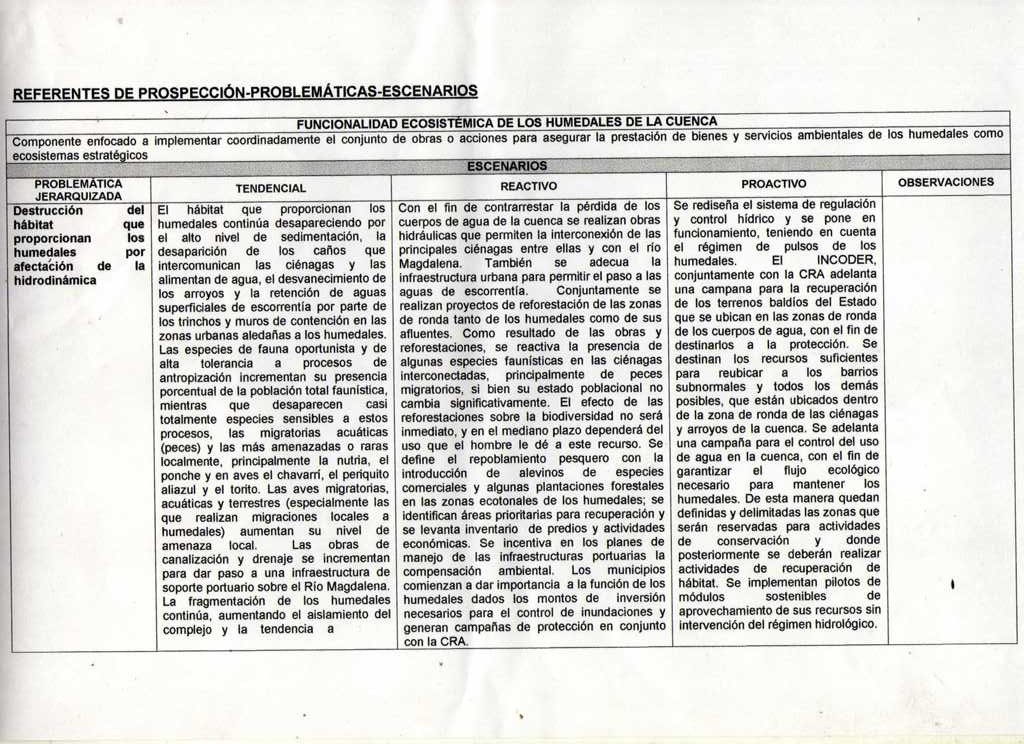 REFERENTES DE PROSPECCIÓN-PROBLEMÁTICAS-ESCENARIOS
FUNCIONALIDAD ECOSISTÉMICA DE LOS HUMEDALES DE LA CUENCA
Componente enfocado a implementar coordinadamente el conjunto de obras o acciones para asegurar la prestación de bienes y servicios ambientales de los humedales como
ecosistemas estratégicos
ESCENARIOS
PROBLEMÁTICA
JERARQUIZADA
TENDENCIAL
REACTIVO
PROACTIVO
OBSERVACIONES
Destrucción del
hábitat que
proporcionan los
humedales por
afectación de la
hidrodinámica
El hábitat que proporcionan los
humedales continúa desapareciendo por
el alto nivel de sedimentación, la
desaparición de los caños que
intercomunican las ciénagas y las
alimentan de agua, el desvanecimiento de
los arroyos y la retención de aguas
superficiales de escorrentía por parte de
los trinchos y muros de contención en las
zonas urbanas aledañas a los humedales.
Las especies de fauna oportunista y de
alta tolerancia a procesos de
antropización incrementan su presencia
porcentual de la población total faunística,
mientras que desaparecen casi
totalmente especies sensibles a estos
procesos, las migratorias acuáticas
(peces) y las más amenazadas o raras
localmente, principalmente la nutria, el
ponche y en aves el chavarrí, el periquito
aliazul y el torito. Las aves migratorias,
acuáticas y terrestres (especialmente las
que realizan migraciones locales a
humedales) aumentan su nivel de
amenaza local. Las obras de
canalización y drenaje se incrementan
para dar paso a una infraestructura de
soporte portuario sobre el Río Magdalena.
La fragmentación de los humedales
continúa, aumentando el aislamiento del
complejo y la tendencia a
Con el fin de contrarrestar la pérdida de los
cuerpos de agua de la cuenca se realizan obras
hidráulicas que permiten la interconexión de las
principales ciénagas entre ellas y con el río
Magdalena. También se adecua la
infraestructura urbana para permitir el paso a las
aguas de escorrentía. Conjuntamente se
realizan proyectos de reforestación de las zonas
de ronda tanto de los humedales como de sus
afluentes. Como resultado de las obras y
reforestaciones, se reactiva la presencia de
algunas especies faunísticas en las ciénagas
interconectadas, principalmente de peces
migratorios, si bien su estado poblacional no
cambia significativamente. El efecto de las
reforestaciones sobre la biodiversidad no será
inmediato, y en el mediano plazo dependerá del
uso que el hombre le dé a este recurso. Se
define el repoblamiento pesquero con la
introducción de alevinos de especies
comerciales y algunas plantaciones forestales
en las zonas ecotonales de los humedales; se
identifican áreas prioritarias para recuperación y
se levanta inventario de predios y actividades
económicas. Se incentiva en los planes de
manejo de las infraestructuras portuarias la
compensación ambiental. Los municipios
comienzan a dar importancia a la función de los
humedales dados los montos de inversión
necesarios para el control de inundaciones y
generan campañas de protección en conjunto
con la CRA.
Se rediseña el sistema de regulación
y control hídrico y se pone en
funcionamiento, teniendo en cuenta
el régimen de pulsos de los
humedales. El INCODER,
conjuntamente con la CRA adelanta
una campana para la recuperación
de los terrenos baldíos del Estado
que se ubican en las zonas de ronda
de los cuerpos de agua, con el fin de
destinarlos a la protección. Se
destinan los recursos suficientes
para reubicar a los barrios
subnormales y todos los demás
posibles, que están ubicados dentro
de la zona de ronda de las ciénagas
y arroyos de la cuenca. Se adelanta
una campaña para el control del uso
de agua en la cuenca, con el fin de
garantizar el flujo ecológico
necesario para mantener los
humedales. De esta manera quedan
definidas y delimitadas las zonas que
serán reservadas para actividades
de conservación y donde
posteriormente se deberán realizar
actividades de recuperación de
hábitat. Se implementan pilotos de
módulos sostenibles de
aprovechamiento de sus recursos sin
intervención del régimen hidrológico.